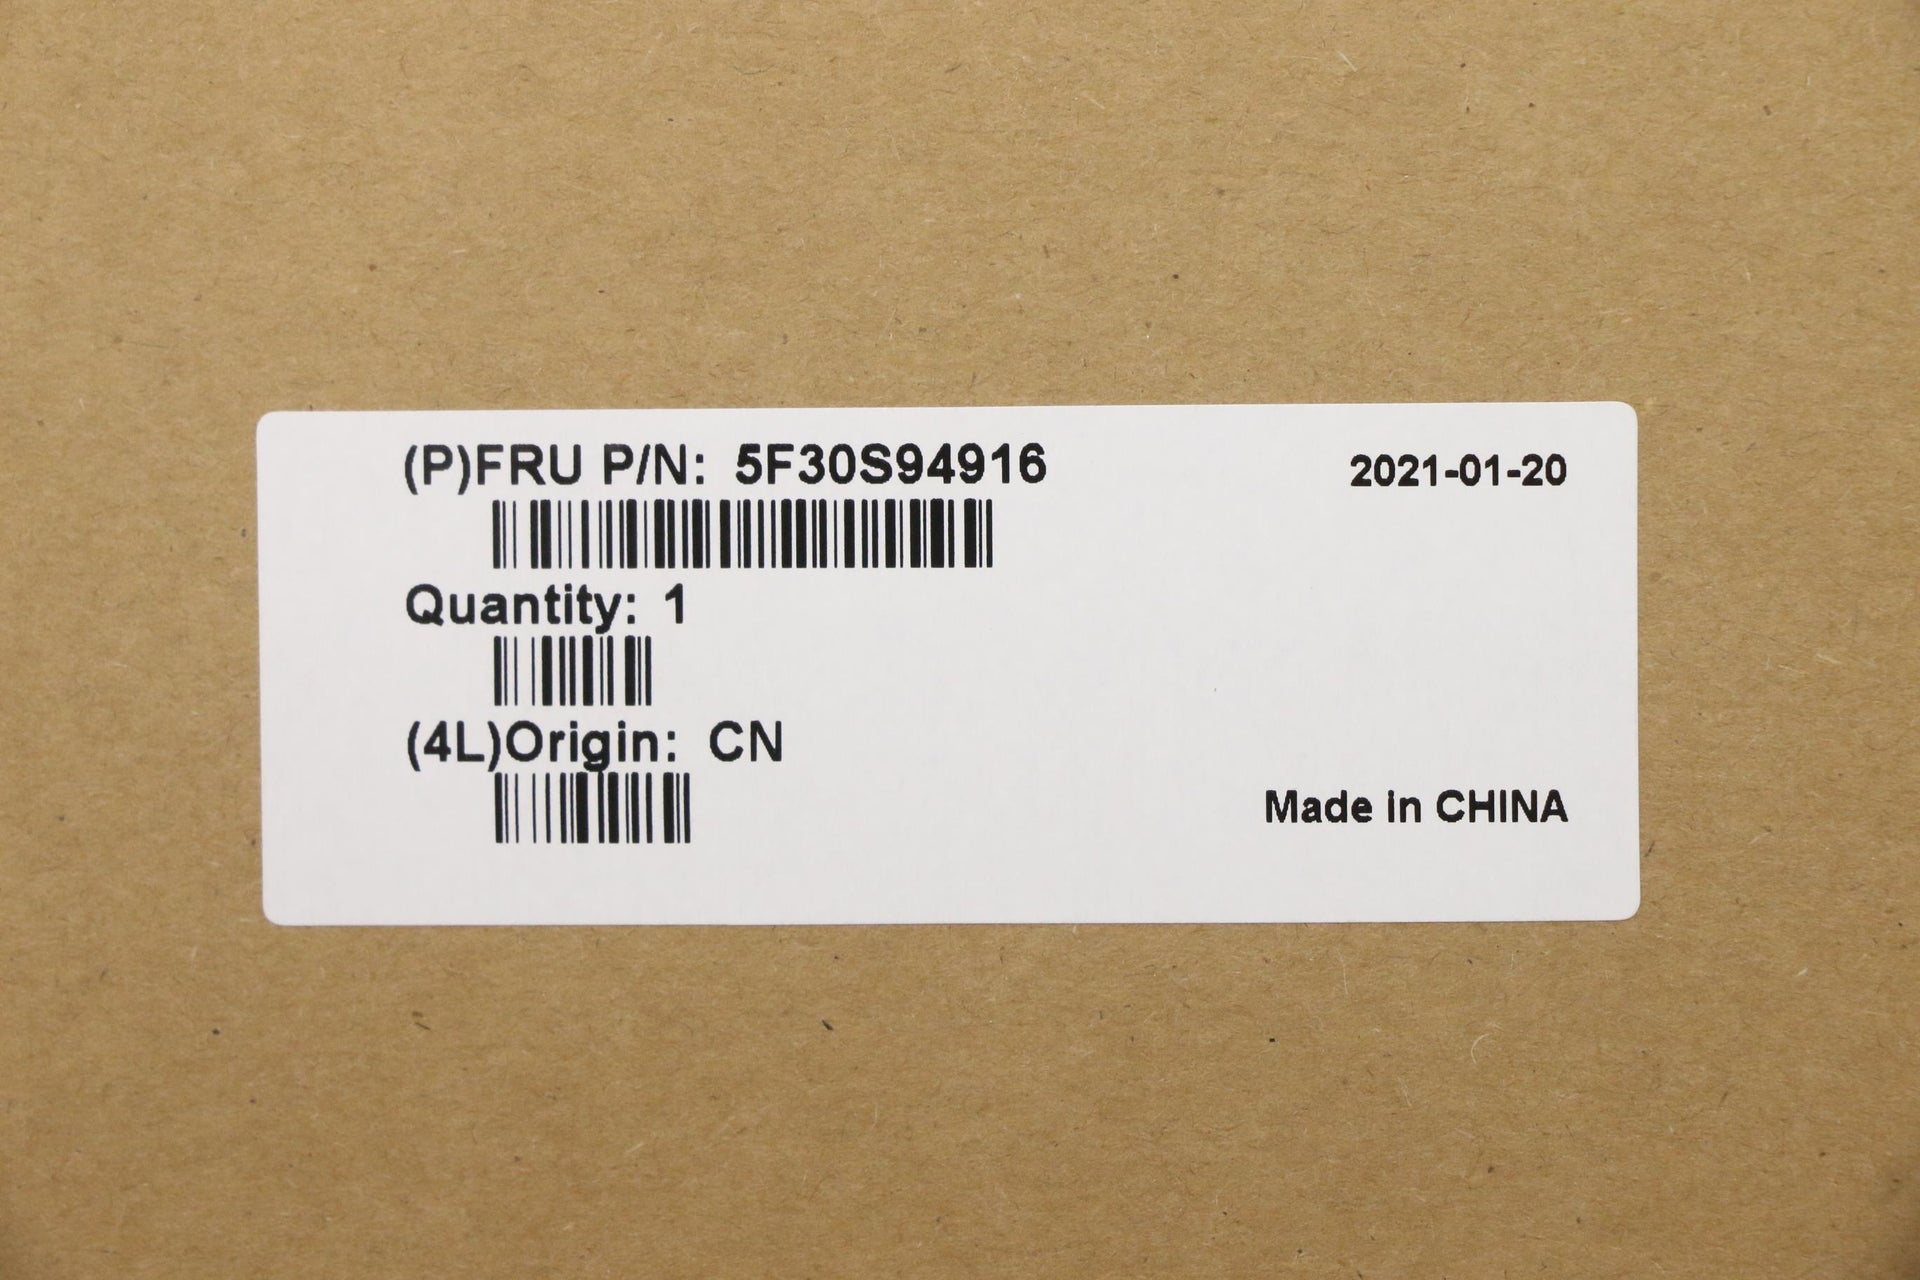 (P)FRU P/N: 5F30S94916
2021-01-20
Quantity: 1
(4L)Origin: CN
Made in CHINA